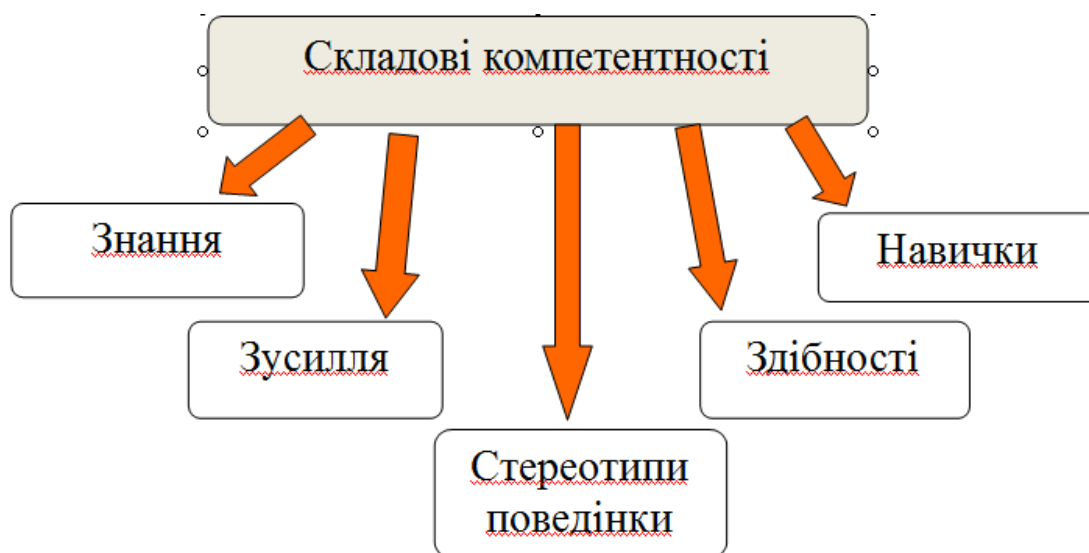 Складові компетентності
Знання
Навички
Зусилля
Здібності
Стереотипи
поведінки